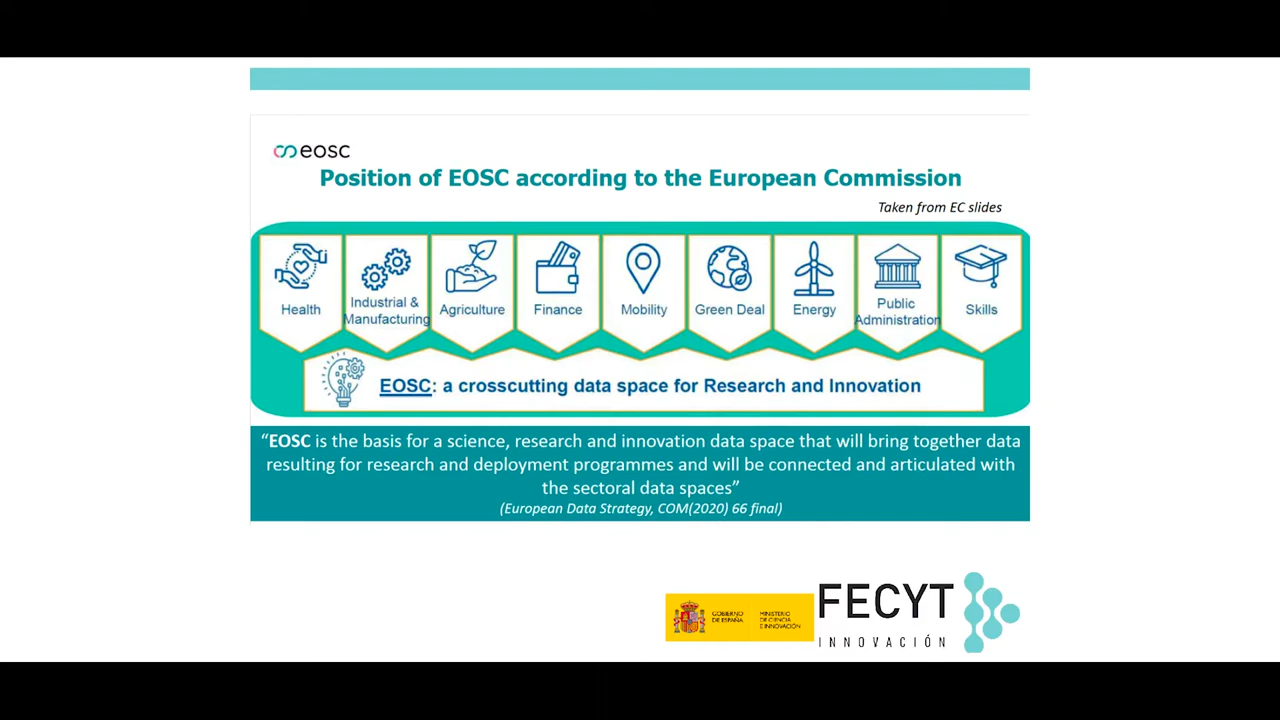 eosc
Position of EOSC according to the European Commission
Taken from EC slides
Health
Industrial &
Manufacturing
Agriculture
Finance
Mobility
Green Deal
Energy
Public
Administration
Skills
EOSC: a crosscutting data space for Research and Innovation
“EOSC is the basis for a science, research and innovation data space that will bring together data
resulting for research and deployment programmes and will be connected and articulated with
the sectoral data spaces”
(European Data Strategy, COM(2020) 66 final)
GOBIERNO
DE ESPAÑA
MINISTERIO
DE CIENCIA
E INNOVACIÓN
FECYT
INNOVACIÓN